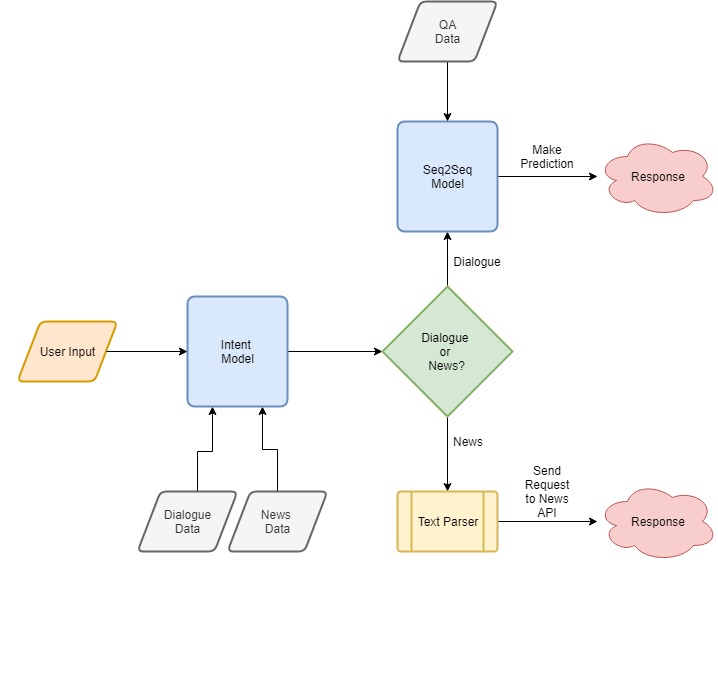 QA
Data
Seq2Seq
Model
Make
Prediction
Response
Dialogue
User Input
Intent
Model
Dialogue
or
News?
News
Dialogue
Data
News
Data
Text Parser
Send
Request
to News
API
Response